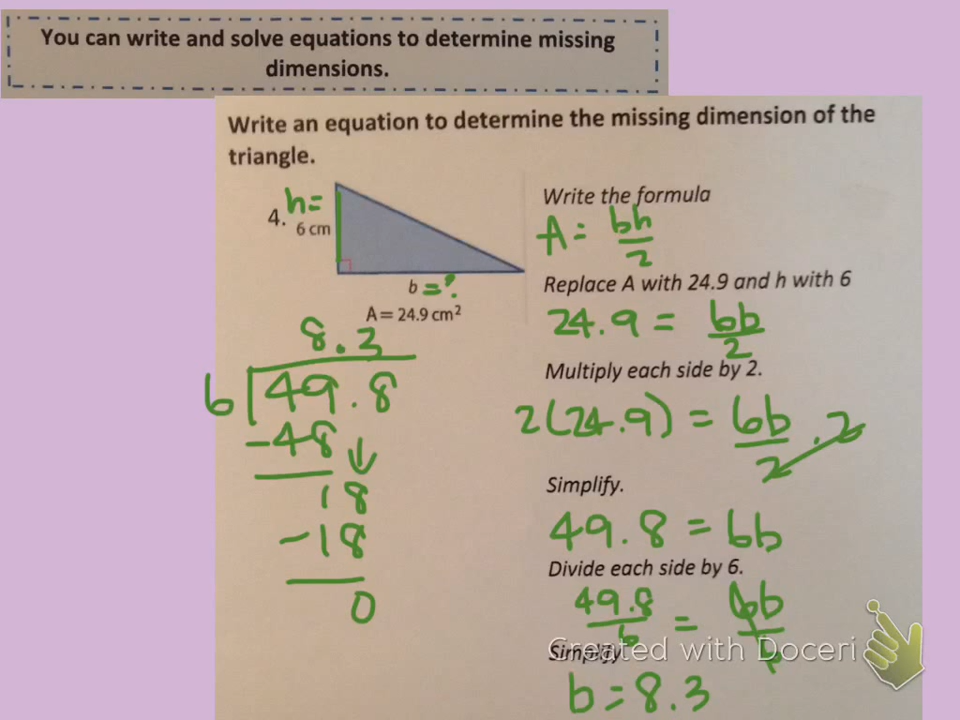 You can write and solve equations to determine missing
dimensions.
Write an equation to determine the missing dimension of the
triangle.
4.
h=
6 cm
b =?
A= 24.9 cm²
8.3
6 49.8
-48
18
-18
0
Write the formula
A = bh/2
Replace A with 24.9 and h with 6
24.9 = 6b/2
Multiply each side by 2.
2(24.9) = 6b/2 . 2
Simplify.
49.8 = 6b
Divide each side by 6.
49.8/6 = 6b/6
Simplify.
b = 8.3
Created with Doceri